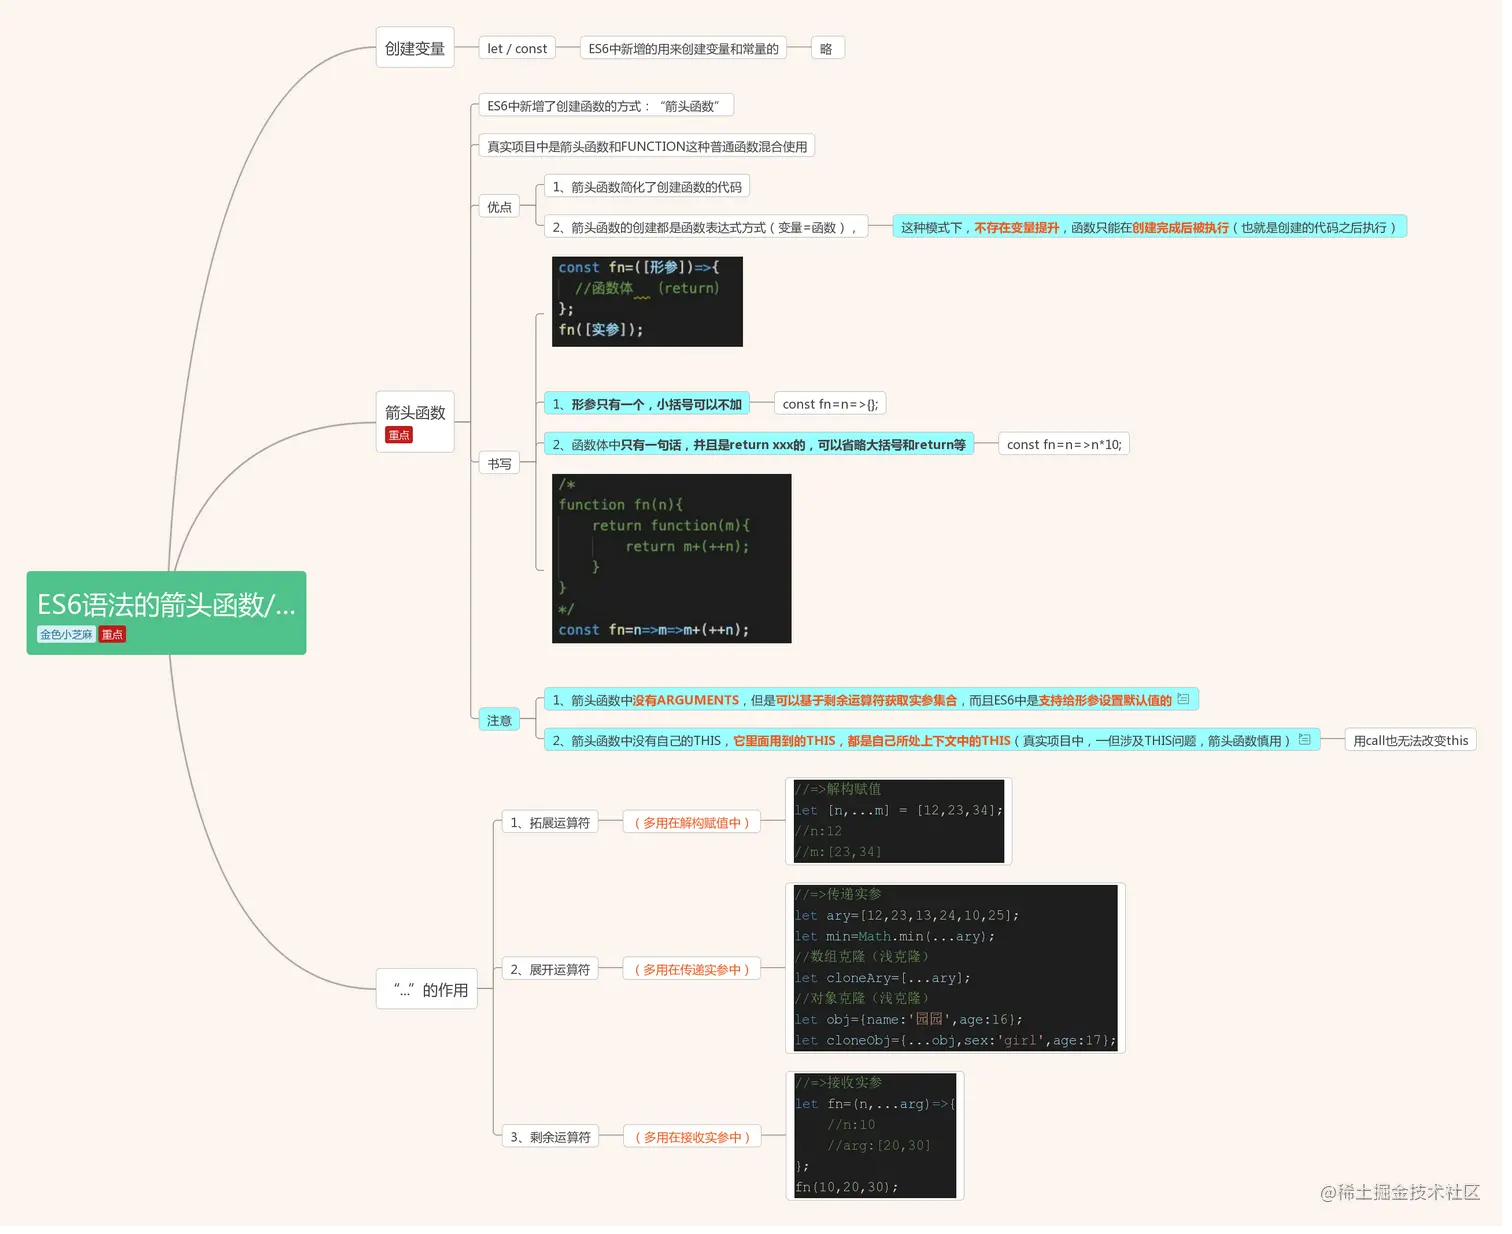 创建变量
let / const
ES6中新增的用来创建变量和常量的
略
ES6中新增了创建函数的方式：“箭头函数”
真实项目中是箭头函数和FUNCTION这种普通函数混合使用
优点
1、箭头函数简化了创建函数的代码
2、箭头函数的创建都是函数表达式方式（变量=函数），
这种模式下，不存在变量提升，函数只能在创建完成后被执行（也就是创建的代码之后执行）
箭头函数
重点
书写
const fn=([形参])=>{
//函数体 (return)
};
fn([实参]);
1、形参只有一个，小括号可以不加
const fn=n=>{};
2、函数体中只有一句话，并且是return xxx的，可以省略大括号和return等
const fn=n=>n*10;
/*
function fn(n){
return function(m){
return m+(++n);
}
}
*/
const fn=n=>m=>m+(++n);
注意
1、箭头函数中没有ARGUMENTS，但是可以基于剩余运算符获取实参集合，而且ES6中是支持给形参设置默认值的
2、箭头函数中没有自己的THIS，它里面用到的THIS，都是自己所处上下文中的THIS（真实项目中，一但涉及THIS问题，箭头函数慎用）
用call也无法改变this
ES6语法的箭头函数/...
金色小芝麻 重点
“...”的作用
1、拓展运算符
（多用在解构赋值中）
//=>解构赋值
let [n,...m] = [12,23,34];
//n:12
//m:[23,34]
2、展开运算符
（多用在传递实参中）
//=>传递实参
let ary=[12,23,13,24,10,25];
let min=Math.min(...ary);
//数组克隆（浅克隆）
let cloneAry=[...ary];
//对象克隆（浅克隆）
let obj={name:'园园',age:16};
let cloneObj={...obj,sex:'girl',age:17};
3、剩余运算符
（多用在接收实参中）
//=>接收实参
let fn=(n,...arg)=>{
//n:10
//arg:[20,30]
};
fn(10,20,30);
@稀土掘金技术社区